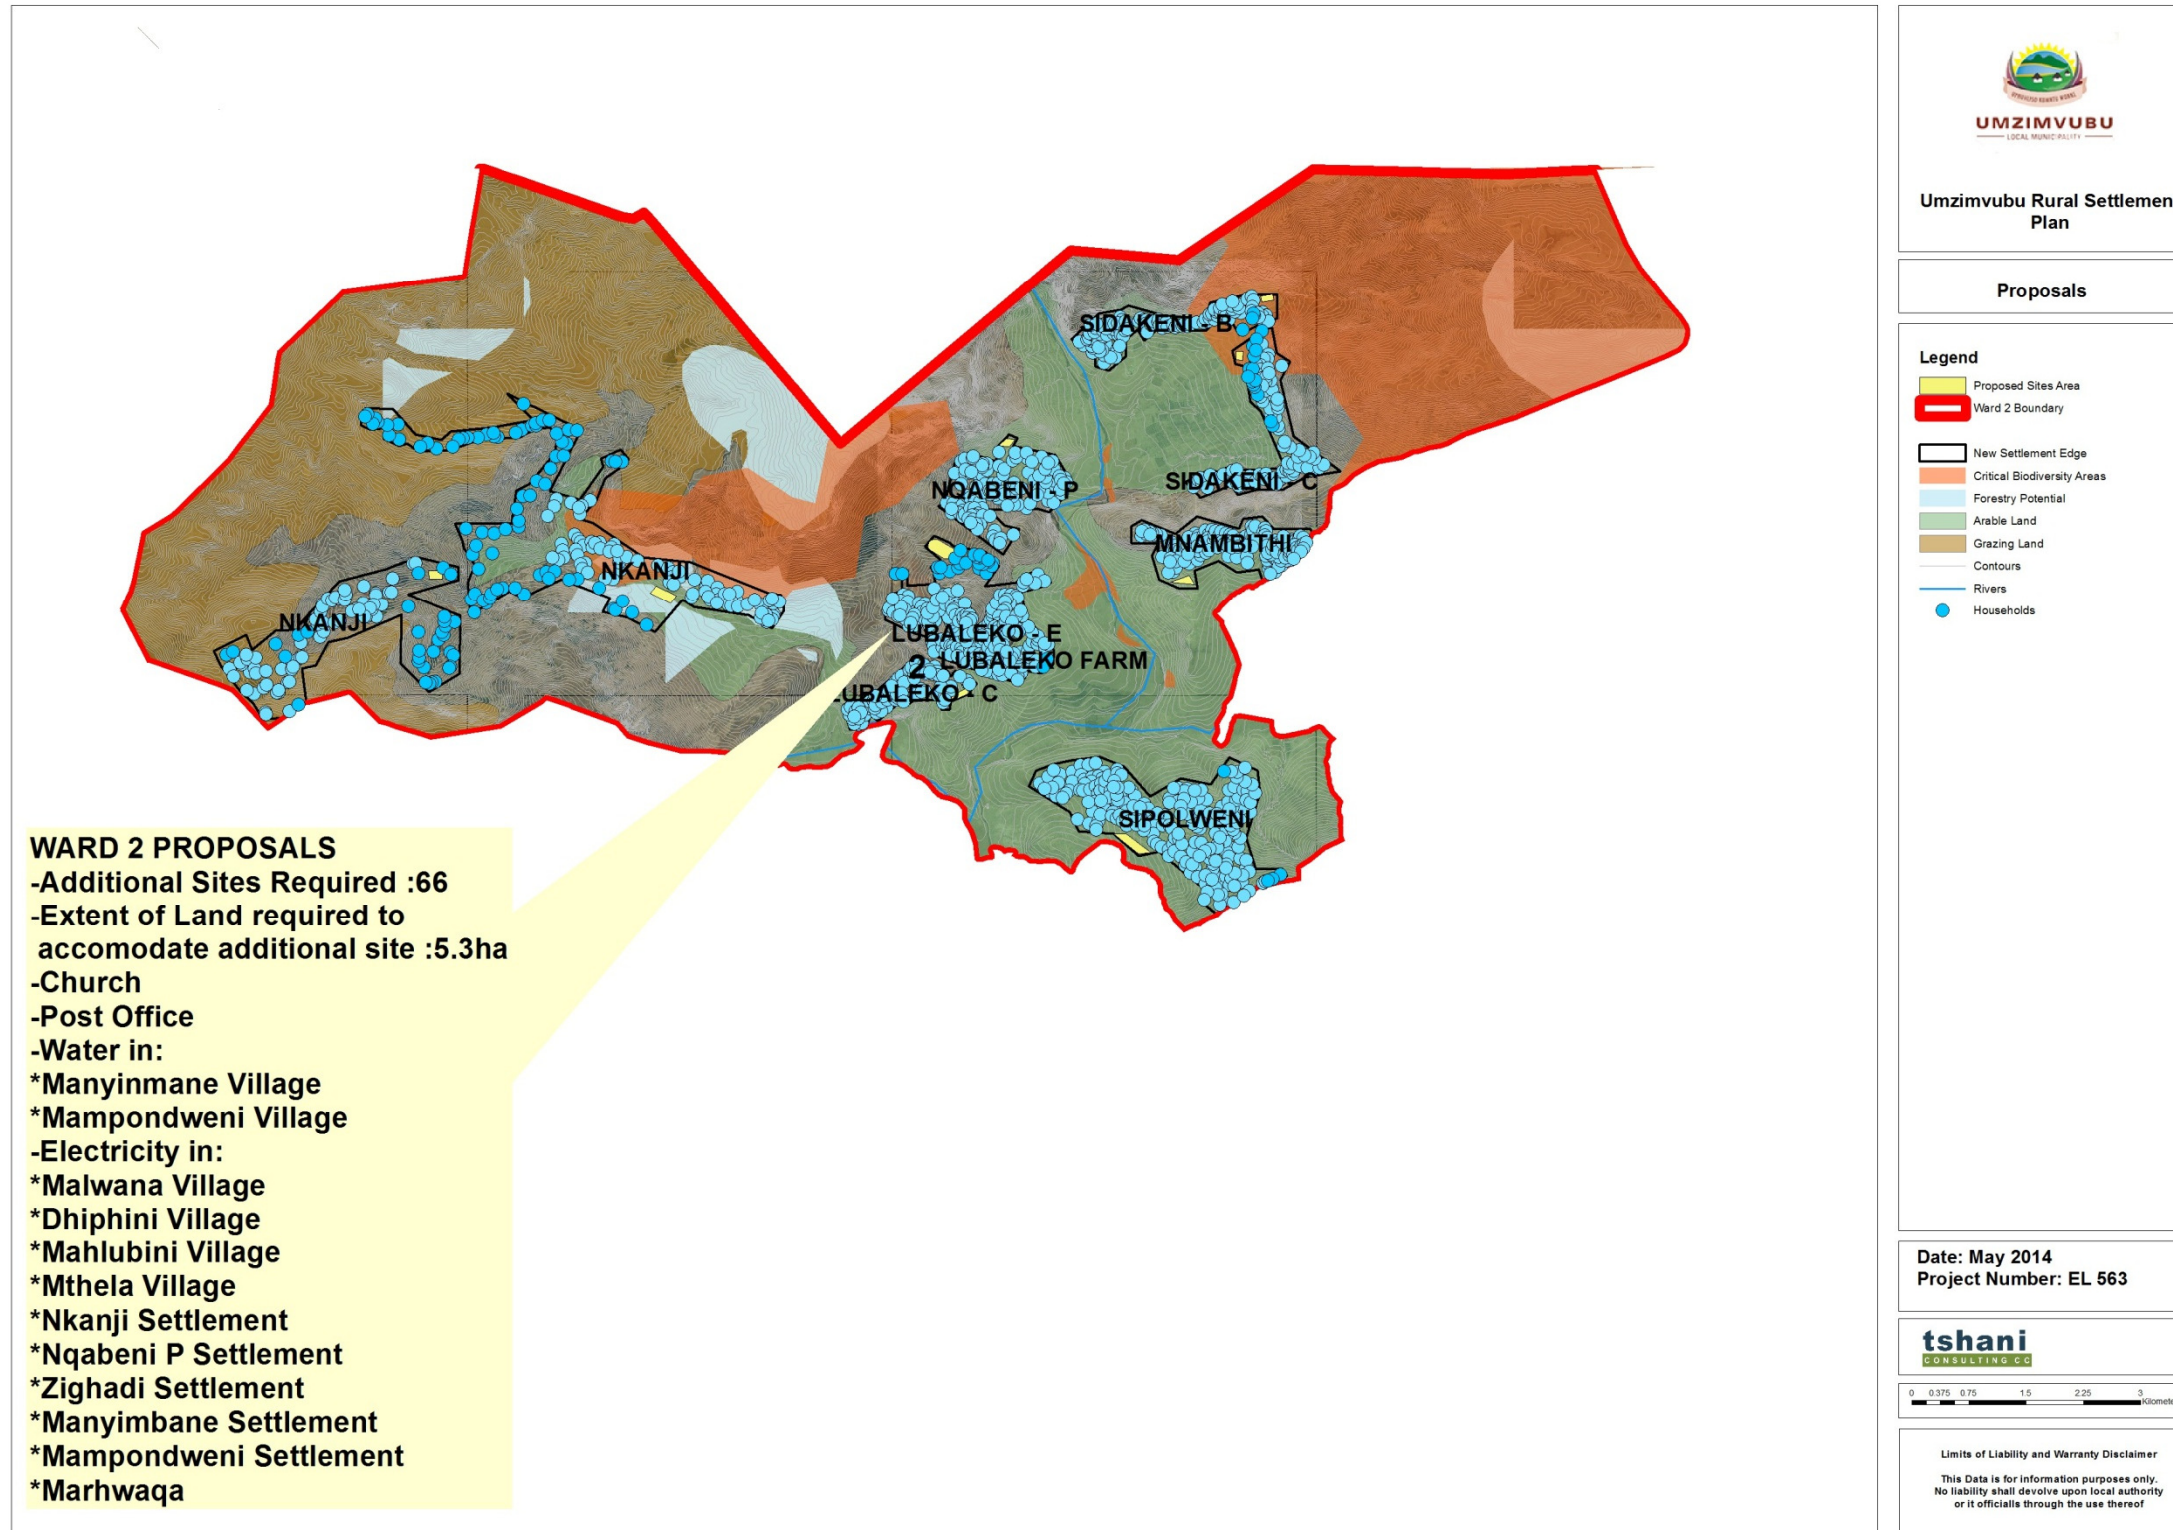 UMZIMVUBU
LOCAL MUNICIPALITY
Umzimvubu Rural Settlemen
Plan
Proposals
Legend
Proposed Sites Area
Ward 2 Boundary
New Settlement Edge
Critical Biodiversity Areas
Forestry Potential
Arable Land
Grazing Land
Contours
Rivers
Households
SIDAKENI - B
NQABENI - P
SIDAKENI - C
MNAMBITHI
NKANJI
NKANJI
LUBALEKO - E
2
LUBALEKO FARM
LUBALEKO - C
SIPOLWENI
WARD 2 PROPOSALS
-Additional Sites Required :66
-Extent of Land required to
accomodate additional site :5.3ha
-Church
-Post Office
-Water in:
*Manyinmane Village
*Mampondweni Village
-Electricity in:
*Malwana Village
*Dhiphini Village
*Mahlubini Village
*Mthela Village
*Nkanji Settlement
*Nqabeni P Settlement
*Zighadi Settlement
*Manyimbane Settlement
*Mampondweni Settlement
*Marhwaqa
Date: May 2014
Project Number: EL 563
tshani
CONSULTING CC
0 0.375 0.75 1.5 2.25 3
Kilomete
Limits of Liability and Warranty Disclaimer
This Data is for information purposes only.
No liability shall devolve upon local authority
or it officialls through the use thereof